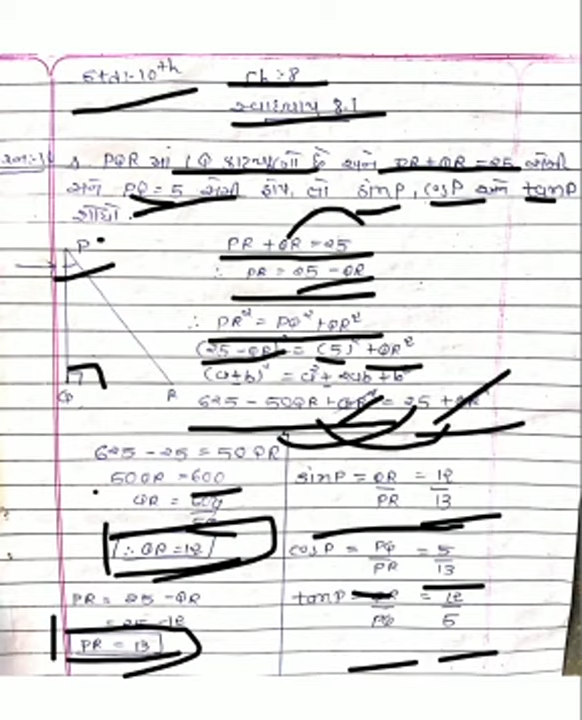 Std:-10th Ch:-8
સ્વાધ્યાય 8.1
Δ PQR માં LQ કાટખૂણો છે અને PR+QR =25 સેમી
અને PQ = 5 સેમી હોય, તો sinP, cosP અને tanP
શોધો.
P
PR + QR = 25
∴ PR = 25 - QR
∴ PR² = PQ² + QR²
(25-QR)² = (5)² + QR²
(a±b)² = a² ± 2ab + b²
625 - 50QR + QR² = 25 + QR²
Q R
625 - 25 = 50 QR
50QR = 600
QR = 600
50
∴ QR = 12
PR = 25 - QR
= 25 - 12
PR = 13
sinP = QR = 12
PR 13
cosP = PQ = 5
PR 13
tanP = QR = 12
PQ 5